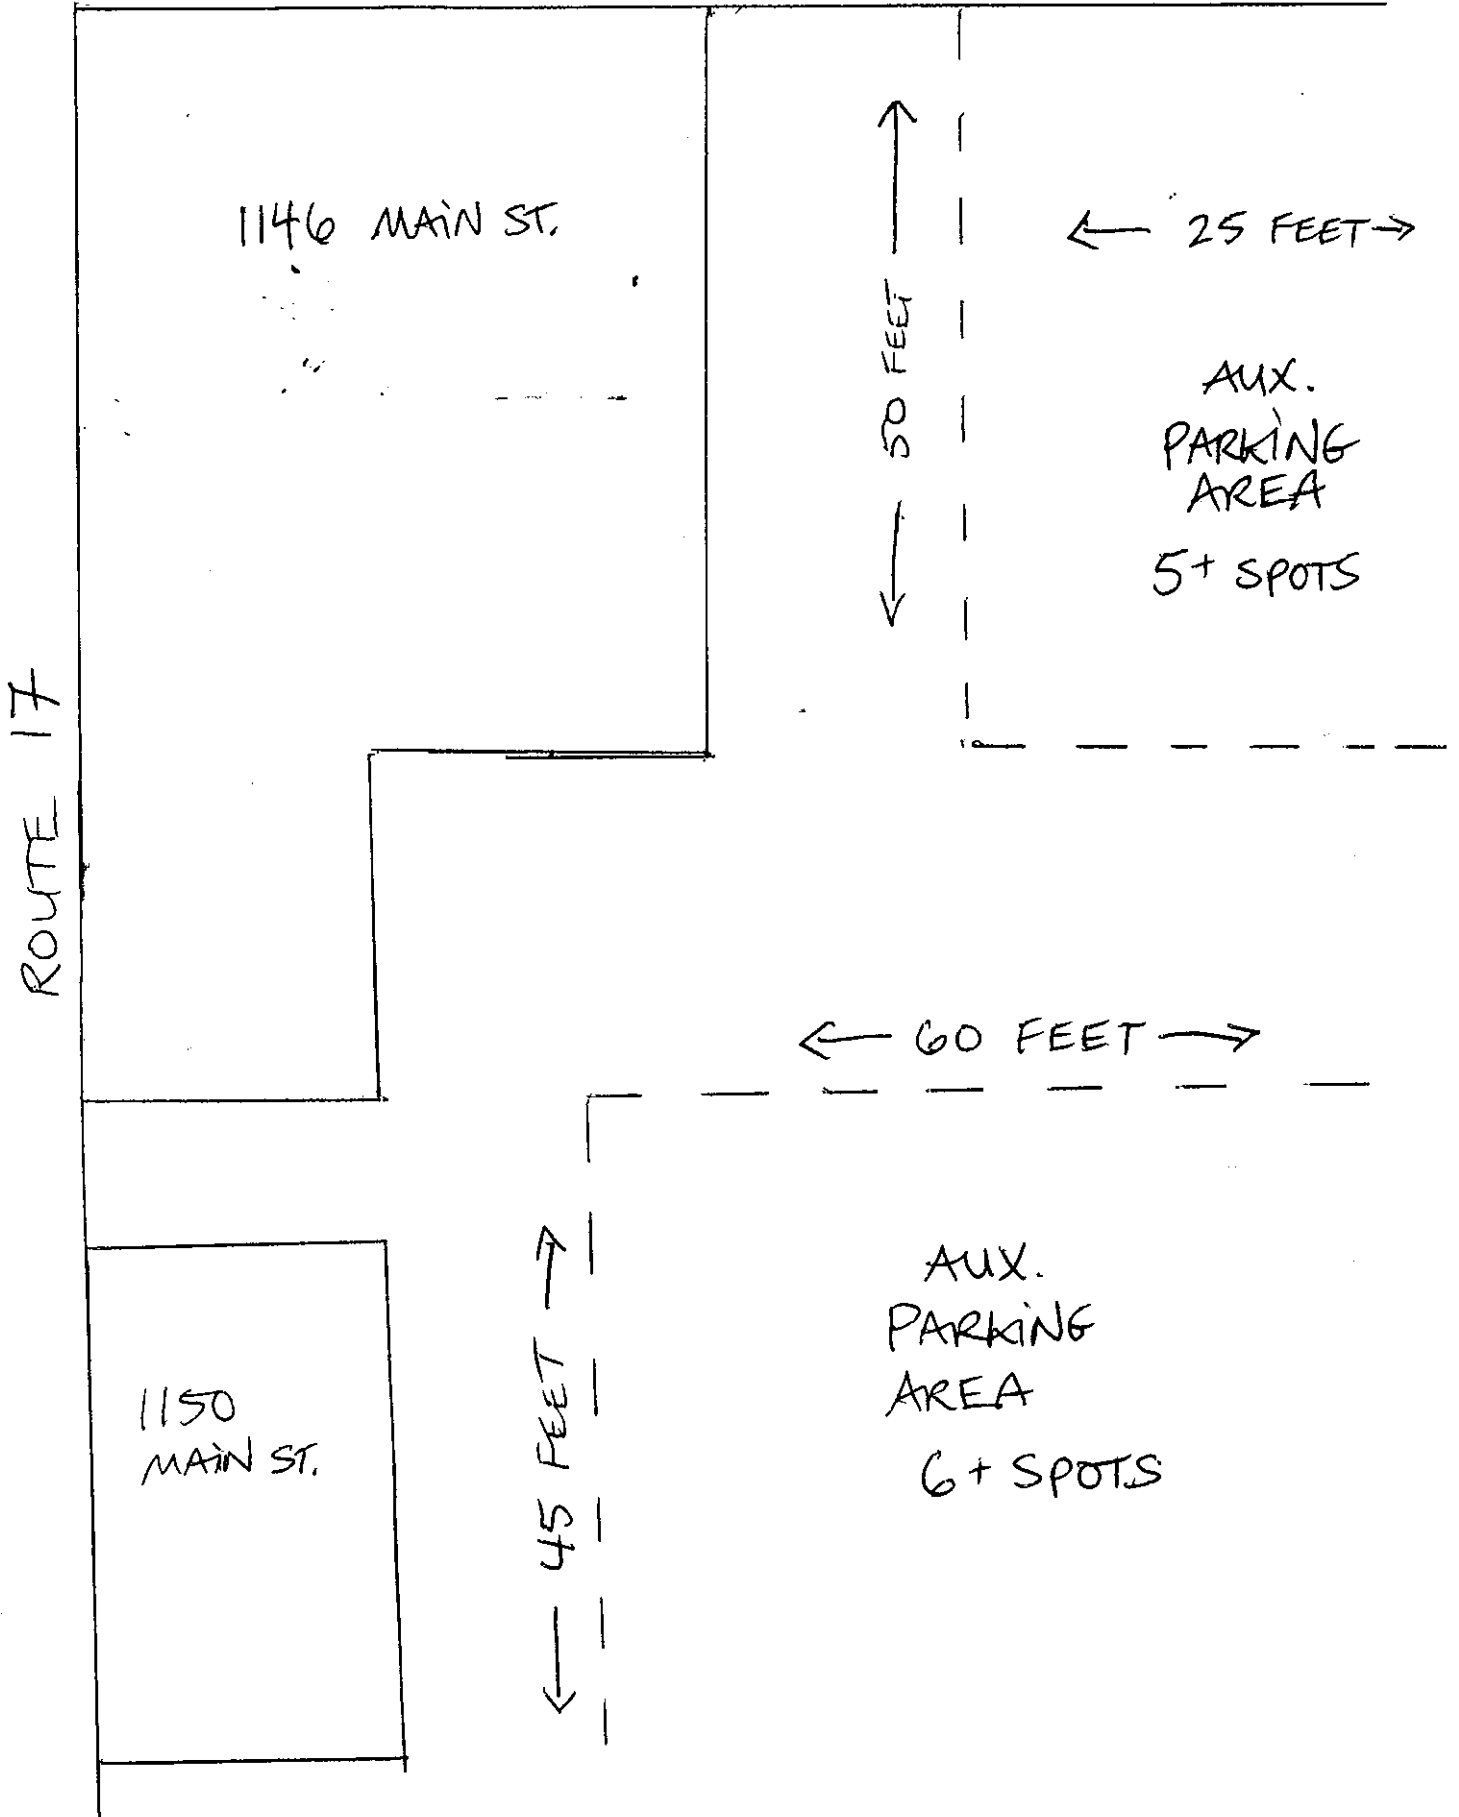 1146 MAIN ST.
50 FEET
25 FEET
AUX.
PARKING
AREA
5+ SPOTS
ROUTE 17
60 FEET
1150
MAIN ST.
45 FEET
AUX.
PARKING
AREA
6+ SPOTS